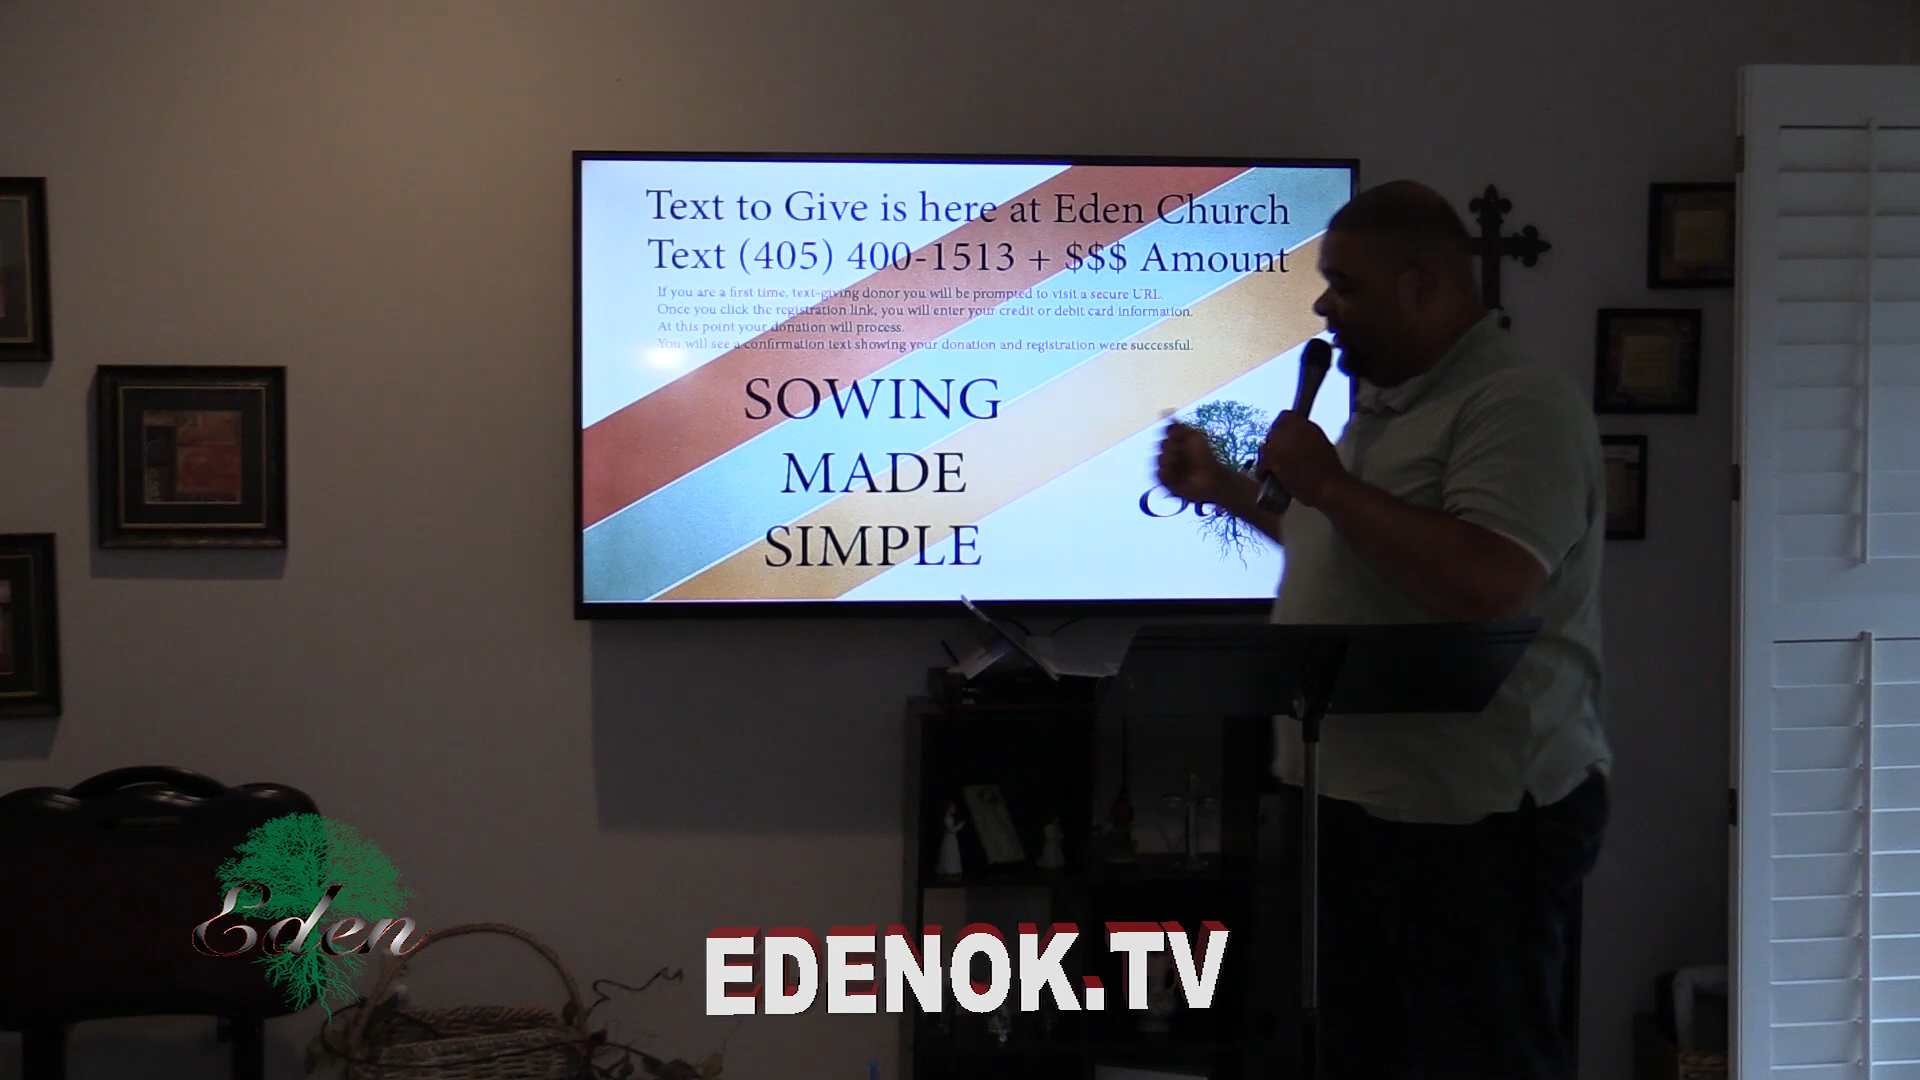 Text to Give is here at Eden Church
Text (405) 400-1513 + $$$ Amount
If you are a first time, text-giving donor you will be prompted to visit a secure URL.
Once you click the registration link, you will enter your credit or debit card information.
At this point your donation will process.
You will see a confirmation text showing your donation and registration were successful.
SOWING
MADE
SIMPLE
Eden
EDENOK.TV